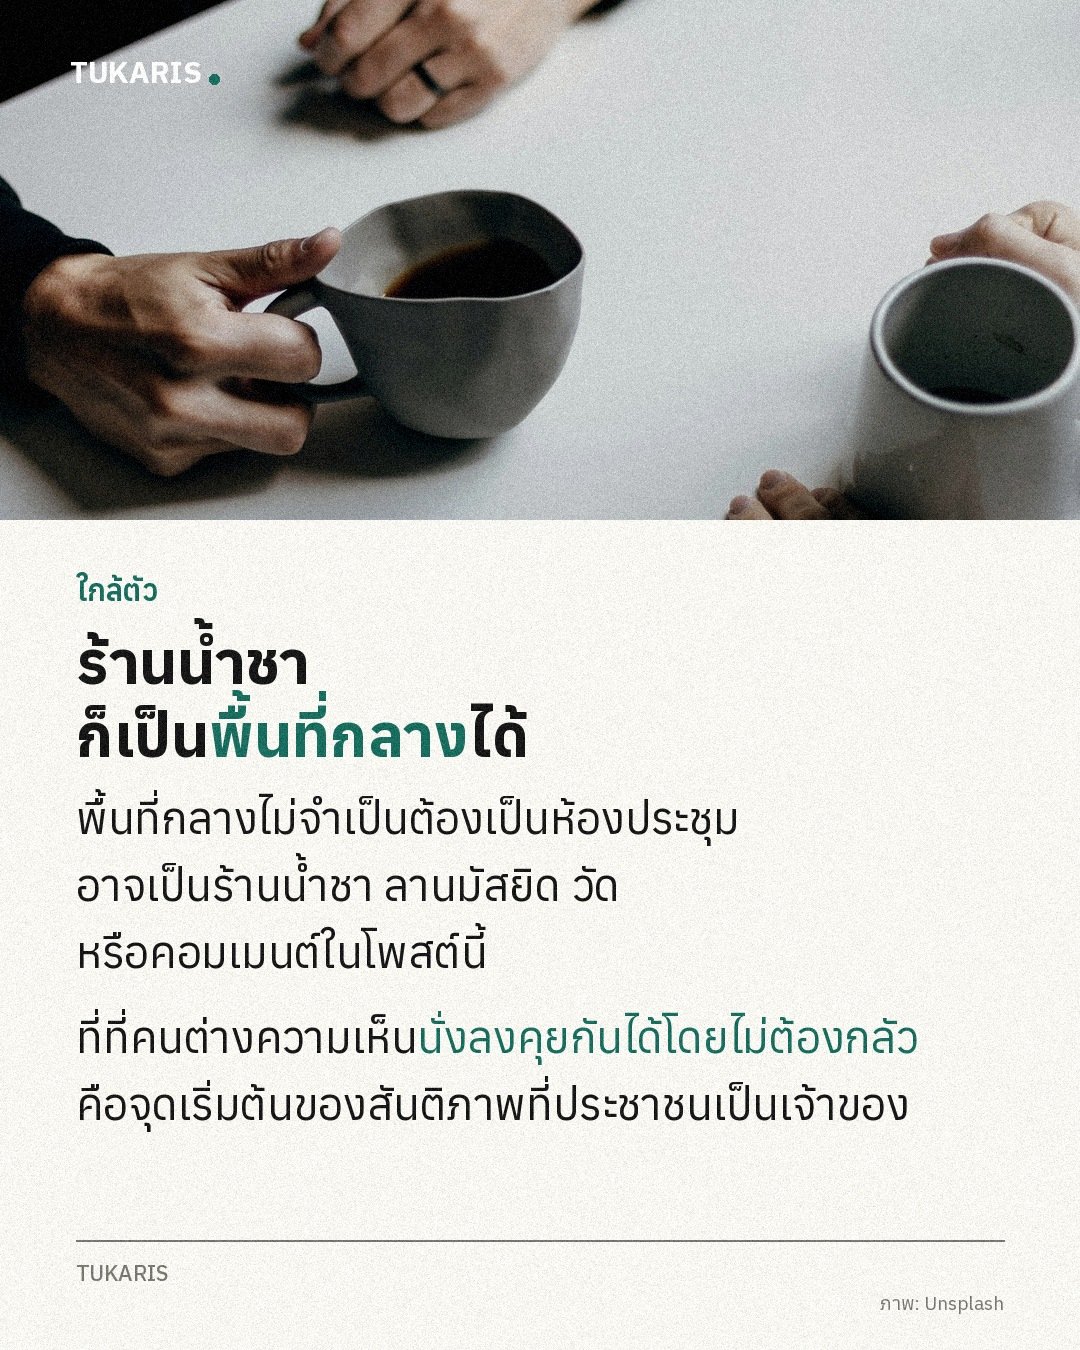 TUKARIS
ใกล้ตัว
ร้านน้ำชา
ก็เป็นพื้นที่กลางได้
พื้นที่กลางไม่จำเป็นต้องเป็นห้องประชุม
อาจเป็นร้านน้ำชา ลานมัสยิด วัด
หรือคอมเมนต์ในโพสต์นี้
ที่ที่คนต่างความเห็นนั่งลงคุยกันได้โดยไม่ต้องกลัว
คือจุดเริ่มต้นของสันติภาพที่ประชาชนเป็นเจ้าของ
TUKARIS
ภาพ: Unsplash